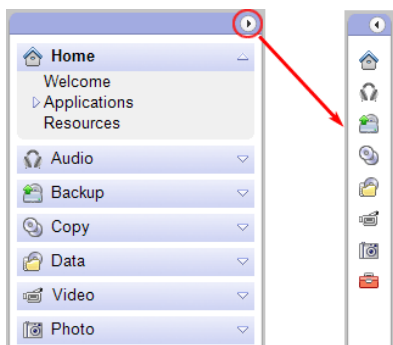 Home
Welcome
Applications
Resources
Audio
Backup
Copy
Data
Video
Photo